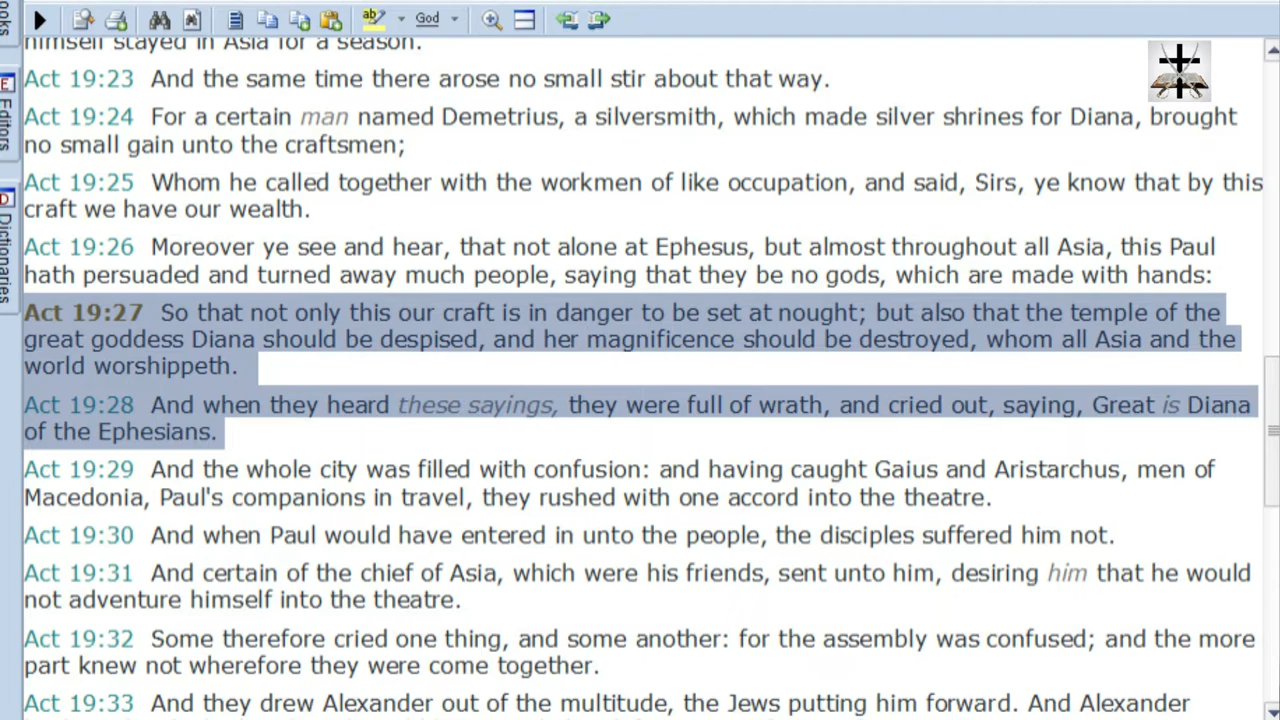 ooks
Editors
Dictionaries
ab
God
himself stayed in Asia for a season.
Act 19:23 And the same time there arose no small stir about that way.
Act 19:24 For a certain man named Demetrius, a silversmith, which made silver shrines for Diana, brought
no small gain unto the craftsmen;
Act 19:25 Whom he called together with the workmen of like occupation, and said, Sirs, ye know that by this
craft we have our wealth.
Act 19:26 Moreover ye see and hear, that not alone at Ephesus, but almost throughout all Asia, this Paul
hath persuaded and turned away much people, saying that they be no gods, which are made with hands:
Act 19:27 So that not only this our craft is in danger to be set at nought; but also that the temple of the
great goddess Diana should be despised, and her magnificence should be destroyed, whom all Asia and the
world worshippeth.
Act 19:28 And when they heard these sayings, they were full of wrath, and cried out, saying, Great is Diana
of the Ephesians.
Act 19:29 And the whole city was filled with confusion: and having caught Gaius and Aristarchus, men of
Macedonia, Paul's companions in travel, they rushed with one accord into the theatre.
Act 19:30 And when Paul would have entered in unto the people, the disciples suffered him not.
Act 19:31 And certain of the chief of Asia, which were his friends, sent unto him, desiring him that he would
not adventure himself into the theatre.
Act 19:32 Some therefore cried one thing, and some another: for the assembly was confused; and the more
part knew not wherefore they were come together.
Act 19:33 And they drew Alexander out of the multitude, the Jews putting him forward. And Alexander